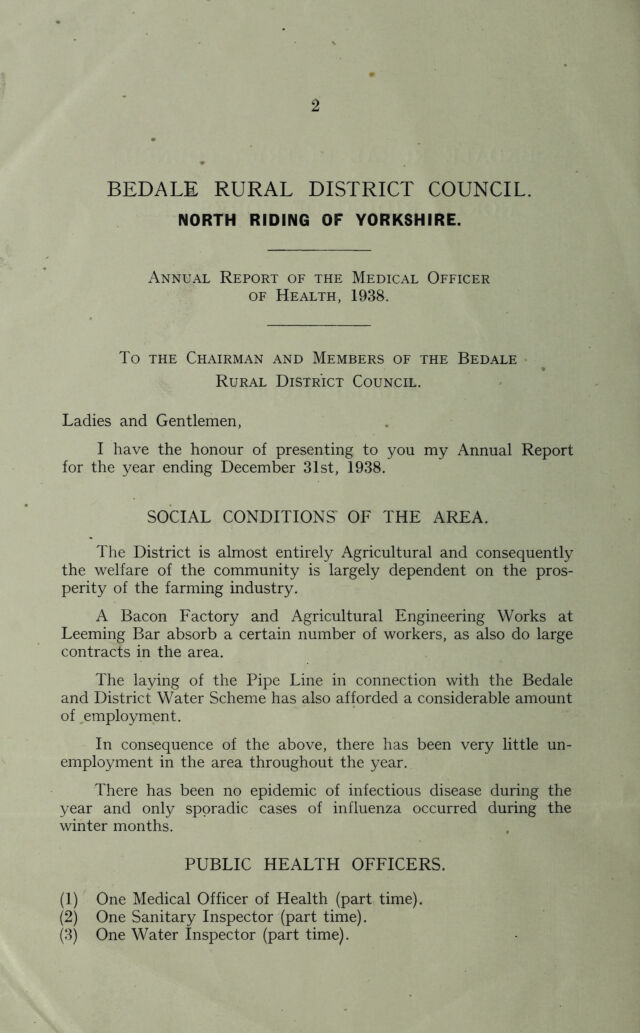 2
BEDALE RURAL DISTRICT COUNCIL.
NORTH RIDING OF YORKSHIRE.
Annual Report of the Medical Officer
of Health, 1938.
To the Chairman and Members of the Bedale
Rural District Council.
Ladies and Gentlemen,
I have the honour of presenting to you my Annual Report
for the year ending December 31st, 1938.
SOCIAL CONDITIONS OF THE AREA.
The District is almost entirely Agricultural and consequently
the welfare of the community is largely dependent on the pros-
perity of the farming industry.
A Bacon Factory and Agricultural Engineering Works at
Leeming Bar absorb a certain number of workers, as also do large
contracts in the area.
The laying of the Pipe Line in connection with the Bedale
and District Water Scheme has also afforded a considerable amount
of employment.
In consequence of the above, there has been very little un-
employment in the area throughout the year.
There has been no epidemic of infectious disease during the
year and only sporadic cases of influenza occurred during the
winter months.
PUBLIC HEALTH OFFICERS.
(1) One Medical Officer of Health (part time).
(2) One Sanitary Inspector (part time).
(3) One Water Inspector (part time).